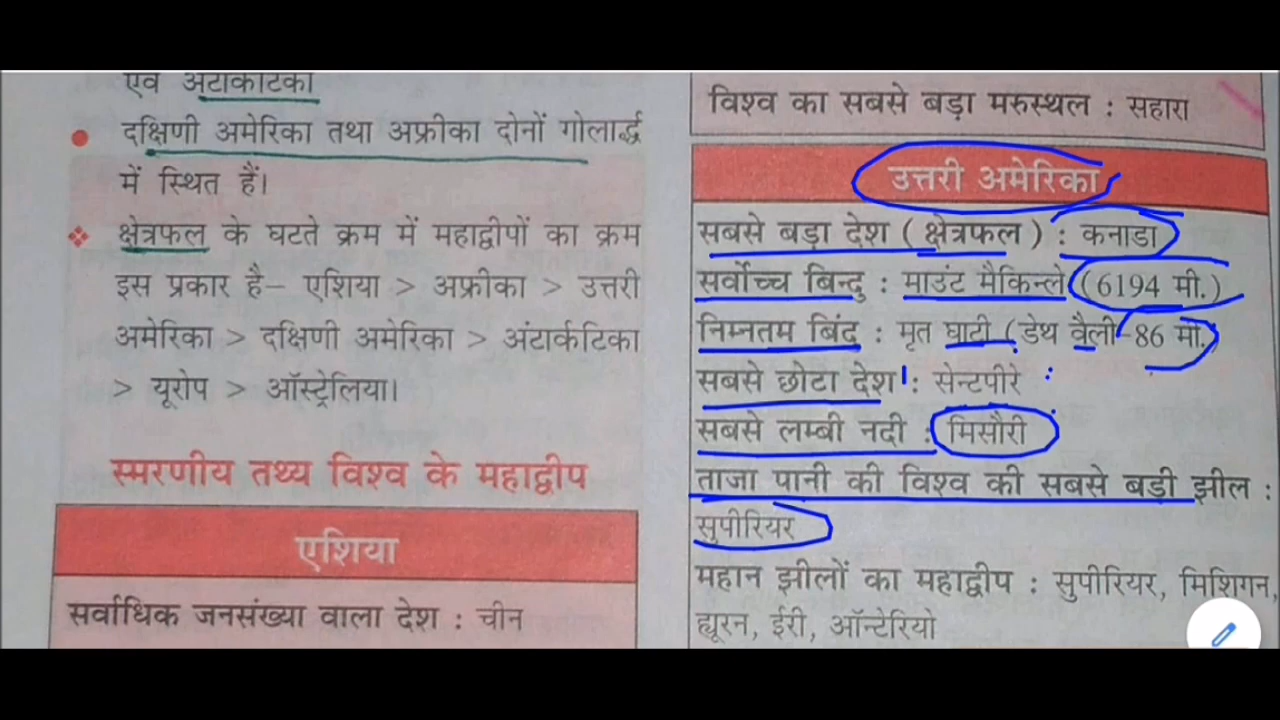 एवं अंटार्कटिका
दक्षिणी अमेरिका तथा अफ्रीका दोनों गोलार्द्ध
में स्थित हैं।
क्षेत्रफल के घटते क्रम में महाद्वीपों का क्रम
इस प्रकार है– एशिया > अफ्रीका > उत्तरी
अमेरिका > दक्षिणी अमेरिका > अंटार्कटिका
> यूरोप > ऑस्ट्रेलिया।
स्मरणीय तथ्य विश्व के महाद्वीप
एशिया
सर्वाधिक जनसंख्या वाला देश : चीन
विश्व का सबसे बड़ा मरुस्थल : सहारा
उत्तरी अमेरिका
सबसे बड़ा देश ( क्षेत्रफल ) : कनाडा
सर्वोच्च बिन्दु : माउंट मैकिन्ले (6194 मी.)
निम्नतम बिंदु : मृत घाटी (डेथ वैली-86 मी.)
सबसे छोटा देश : सेन्टपीरे
सबसे लम्बी नदी : मिसौरी
ताजा पानी की विश्व की सबसे बड़ी झील :
सुपीरियर
महान झीलों का महाद्वीप : सुपीरियर, मिशिगन,
ह्यूरन, ईरी, ऑन्टेरियो